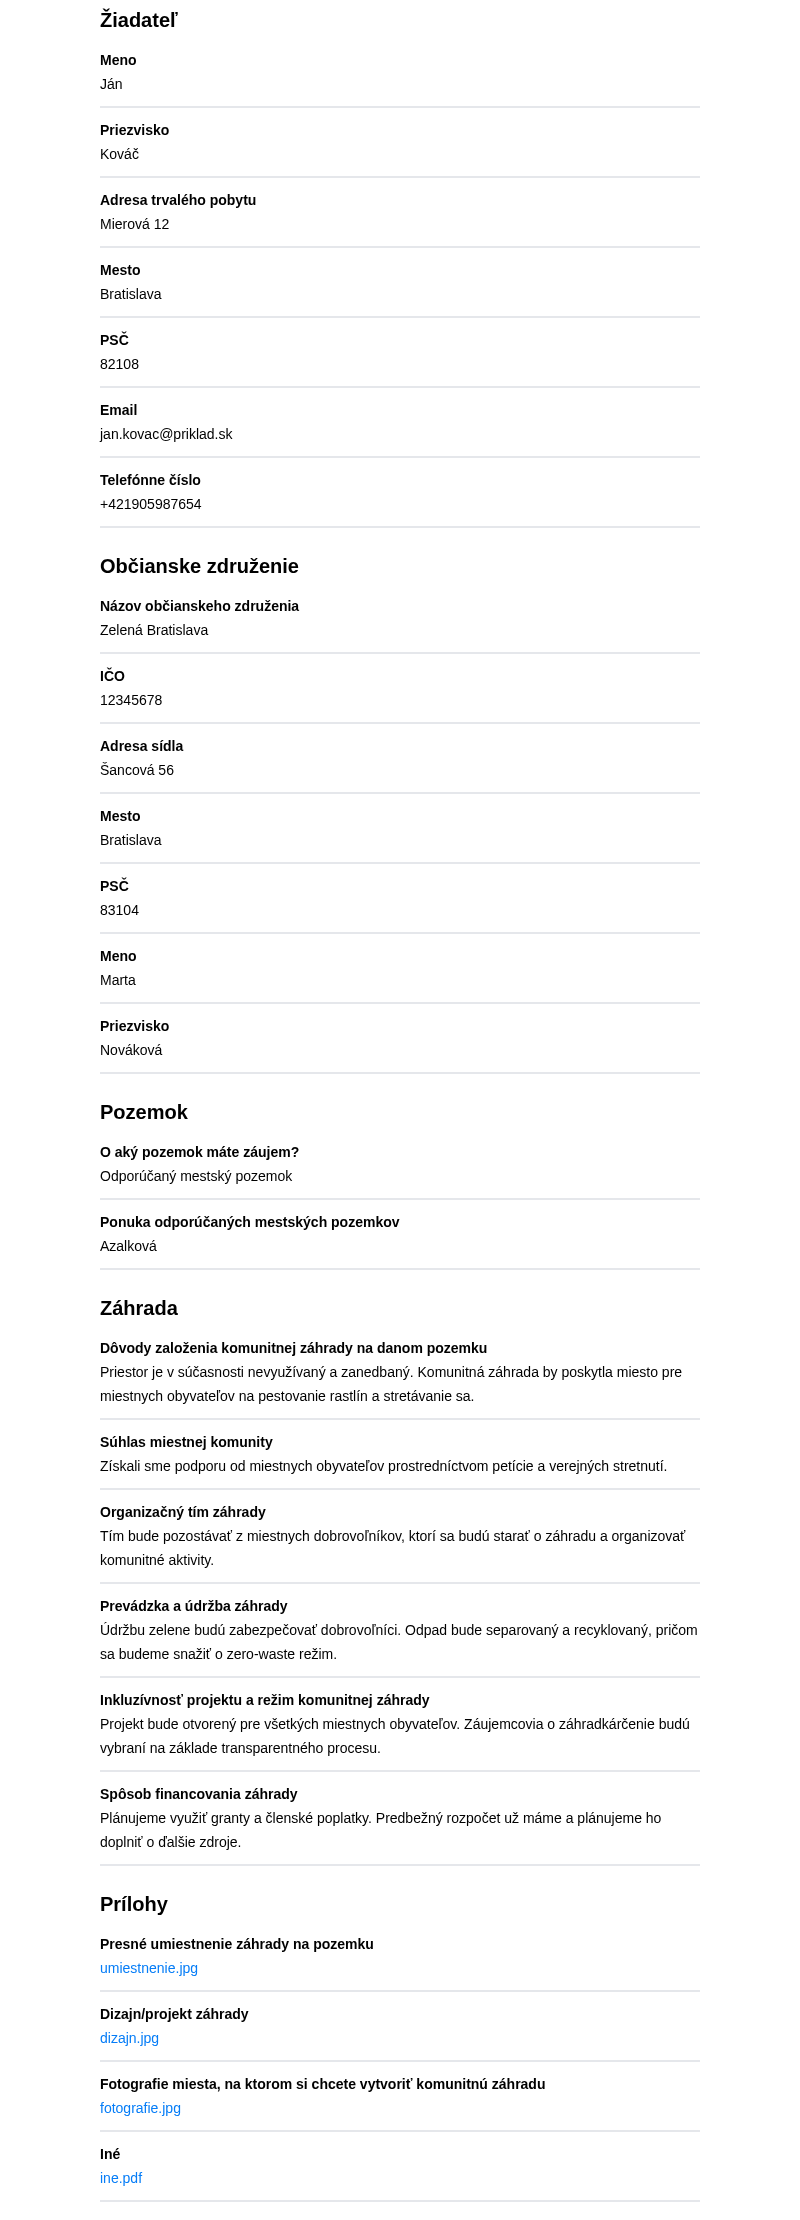 Žiadateľ
Meno
Ján
Priezvisko
Kováč
Adresa trvalého pobytu
Mierová 12
Mesto
Bratislava
PSČ
82108
Email
jan.kovac@priklad.sk
Telefónne číslo
+421905987654
Občianske združenie
Názov občianskeho združenia
Zelená Bratislava
IČO
12345678
Adresa sídla
Šancová 56
Mesto
Bratislava
PSČ
83104
Meno
Marta
Priezvisko
Nováková
Pozemok
O aký pozemok máte záujem?
Odporúčaný mestský pozemok
Ponuka odporúčaných mestských pozemkov
Azalková
Záhrada
Dôvody založenia komunitnej záhrady na danom pozemku
Priestor je v súčasnosti nevyužívaný a zanedbaný. Komunitná záhrada by poskytla miesto pre
miestnych obyvateľov na pestovanie rastlín a stretávanie sa.
Súhlas miestnej komunity
Získali sme podporu od miestnych obyvateľov prostredníctvom petície a verejných stretnutí.
Organizačný tím záhrady
Tím bude pozostávať z miestnych dobrovoľníkov, ktorí sa budú starať o záhradu a organizovať
komunitné aktivity.
Prevádzka a údržba záhrady
Údržbu zelene budú zabezpečovať dobrovoľníci. Odpad bude separovaný a recyklovaný, pričom
sa budeme snažiť o zero-waste režim.
Inkluzívnosť projektu a režim komunitnej záhrady
Projekt bude otvorený pre všetkých miestnych obyvateľov. Záujemcovia o záhradkárčenie budú
vybraní na základe transparentného procesu.
Spôsob financovania záhrady
Plánujeme využiť granty a členské poplatky. Predbežný rozpočet už máme a plánujeme ho
doplniť o ďalšie zdroje.
Prílohy
Presné umiestnenie záhrady na pozemku
umiestnenie.jpg
Dizajn/projekt záhrady
dizajn.jpg
Fotografie miesta, na ktorom si chcete vytvoriť komunitnú záhradu
fotografie.jpg
Iné
ine.pdf